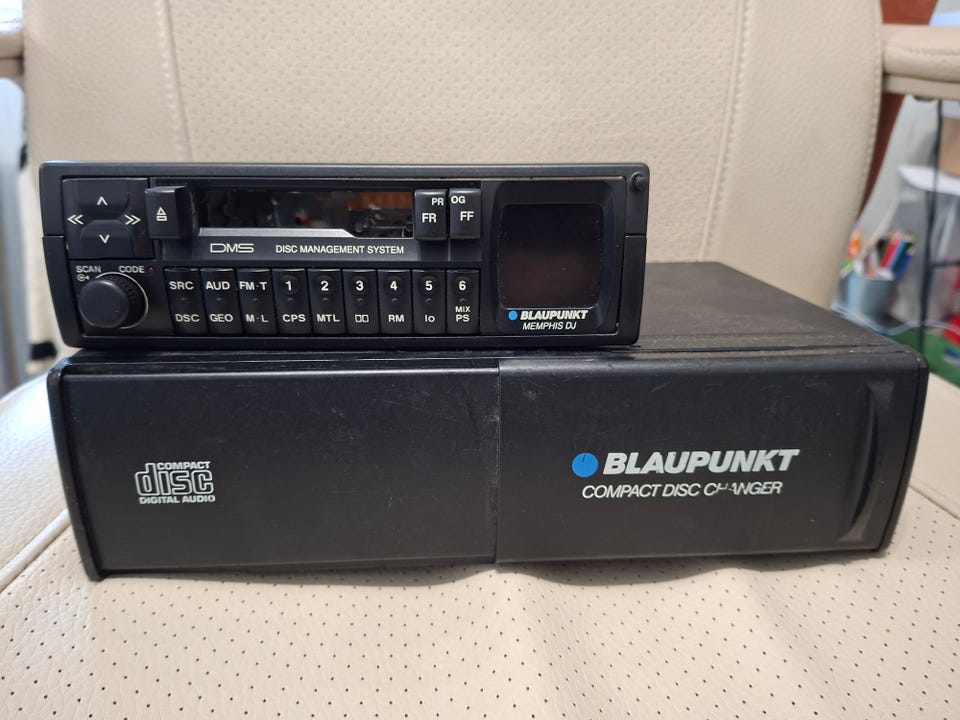 PR OG
FR FF
DMS DISC MANAGEMENT SYSTEM
SCAN CODE
SRC AUD FM·T 1 2 3 4 5 6
DSC GEO M·L CPS MTL RM lo MIX
PS
BLAUPUNKT
MEMPHIS DJ
COMPACT
disc
DIGITAL AUDIO
BLAUPUNKT
COMPACT DISC CHANGER